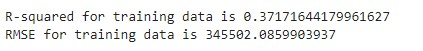 R-squared for training data is 0.37171644179961627
RMSE for training data is 345502.0859903937